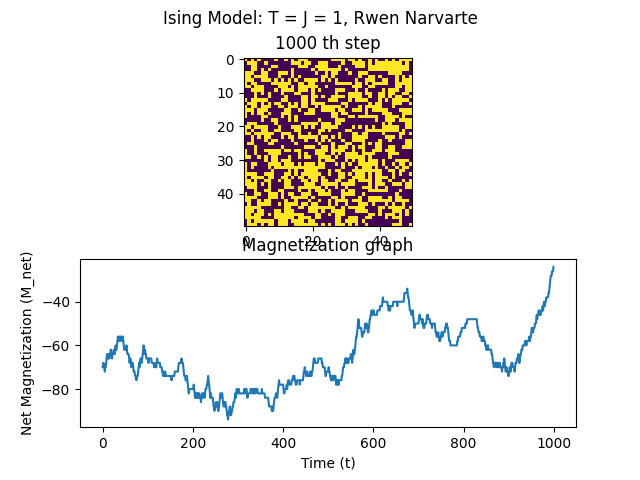 Ising Model: T = J = 1, Rwen Narvarte
1000 th step
0
10
20
30
40
0 20 40
Magnetization graph
Net Magnetization (M_net)
−40
−60
−80
0 200 400 600 800 1000
Time (t)